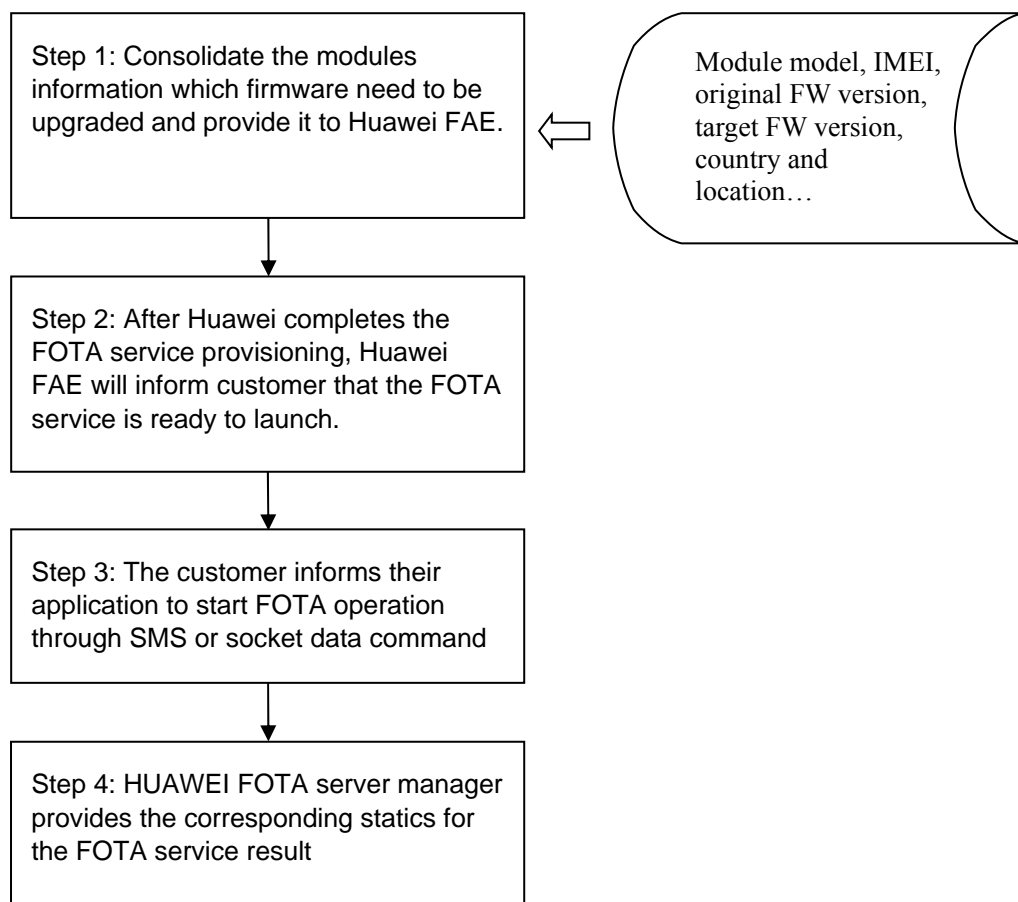 Step 1: Consolidate the modules
information which firmware need to be
upgraded and provide it to Huawei FAE.
Module model, IMEI,
original FW version,
target FW version,
country and
location…
Step 2: After Huawei completes the
FOTA service provisioning, Huawei
FAE will inform customer that the FOTA
service is ready to launch.
Step 3: The customer informs their
application to start FOTA operation
through SMS or socket data command
Step 4: HUAWEI FOTA server manager
provides the corresponding statics for
the FOTA service result